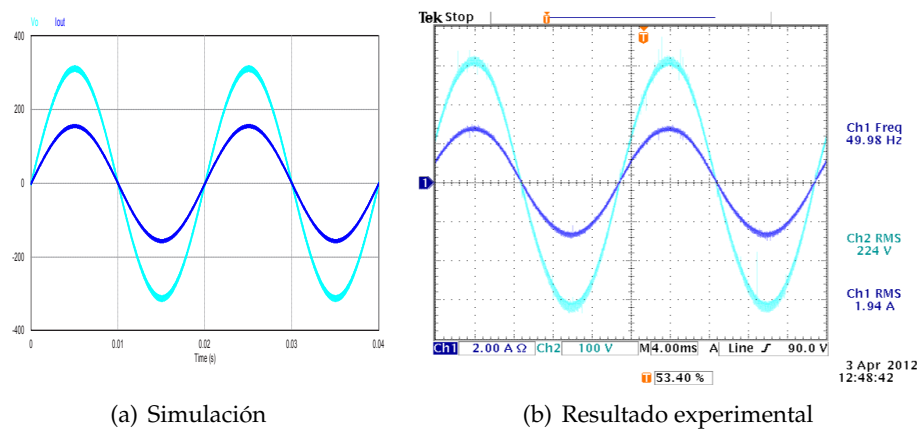 Vo Iout
400
200
0
-200
-400
0 0.01 0.02 0.03 0.04
Time (s)
(a) Simulación
Tek Stop
T
T
1
Ch1 Freq
49.98 Hz
Ch2 RMS
224 V
Ch1 RMS
1.94 A
Ch1 2.00 A Ω Ch2 100 V M 4.00ms A Line ʃ 90.0 V
T 53.40 %
3 Apr 2012
12:48:42
(b) Resultado experimental